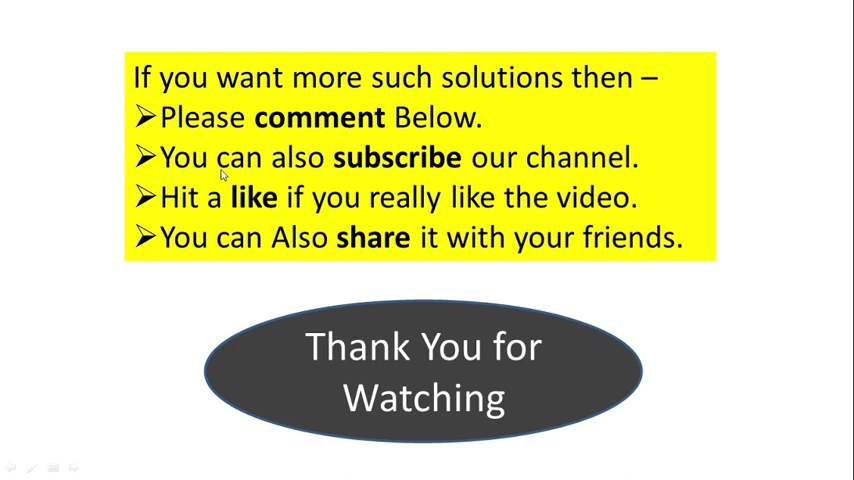 If you want more such solutions then –
➢Please comment Below.
➢You can also subscribe our channel.
➢Hit a like if you really like the video.
➢You can Also share it with your friends.
Thank You for
Watching